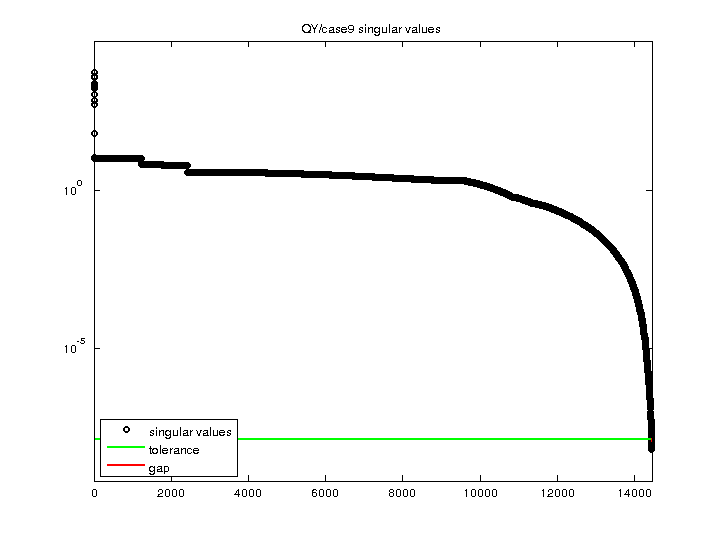 QY/case9 singular values
10^0
10^-5
singular values
tolerance
gap
0 2000 4000 6000 8000 10000 12000 14000